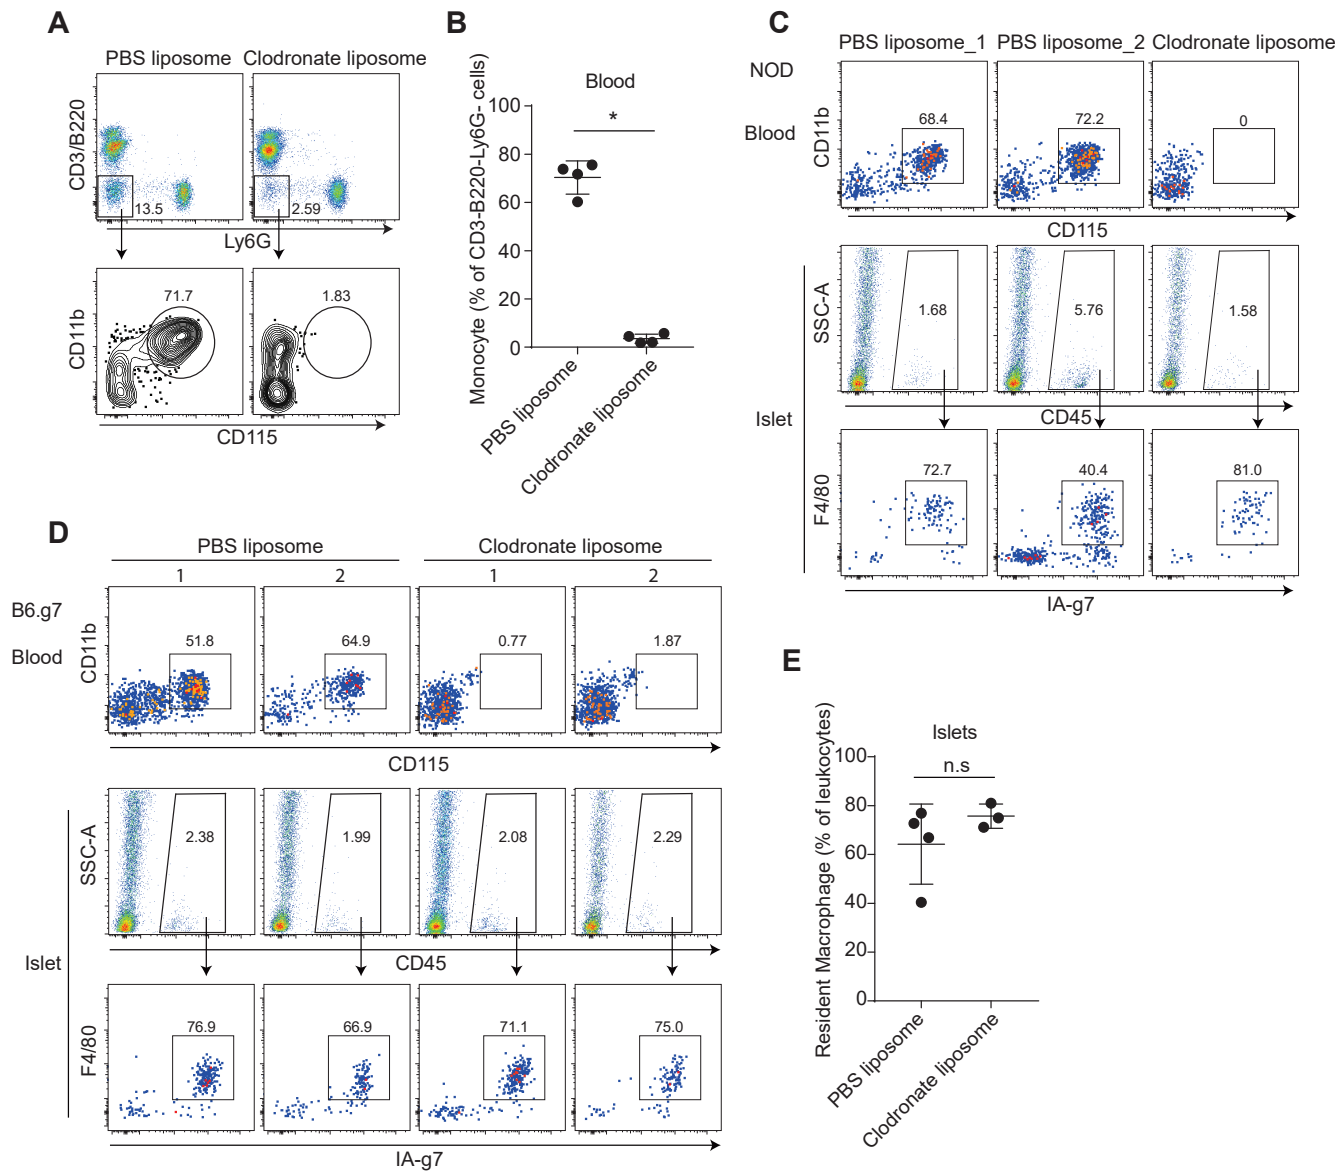 A
PBS liposome
Clodronate liposome
CD3/B220
13.5
2.59
Ly6G
CD11b
71.7
1.83
CD115
B
Blood
Monocyte (% of CD3-B220-Ly6G- cells)
100
80
60
40
20
0
*
PBS liposome
Clodronate liposome
C
PBS liposome_1
PBS liposome_2
Clodronate liposome
NOD
Blood
CD11b
68.4
72.2
0
CD115
Islet
SSC-A
1.68
5.76
1.58
CD45
F4/80
72.7
40.4
81.0
IA-g7
D
PBS liposome
Clodronate liposome
1
2
1
2
B6.g7
Blood
CD11b
51.8
64.9
0.77
1.87
CD115
Islet
SSC-A
2.38
1.99
2.08
2.29
CD45
F4/80
76.9
66.9
71.1
75.0
IA-g7
E
Islets
Resident Macrophage (% of leukocytes)
n.s
100
80
60
40
20
0
PBS liposome
Clodronate liposome